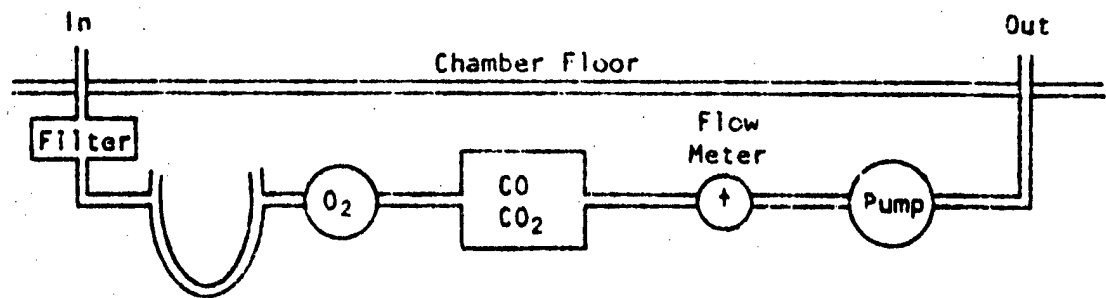 In
Out
Chamber Floor
Filter
Flow
Meter
O₂
CO
CO₂
↑
Pump